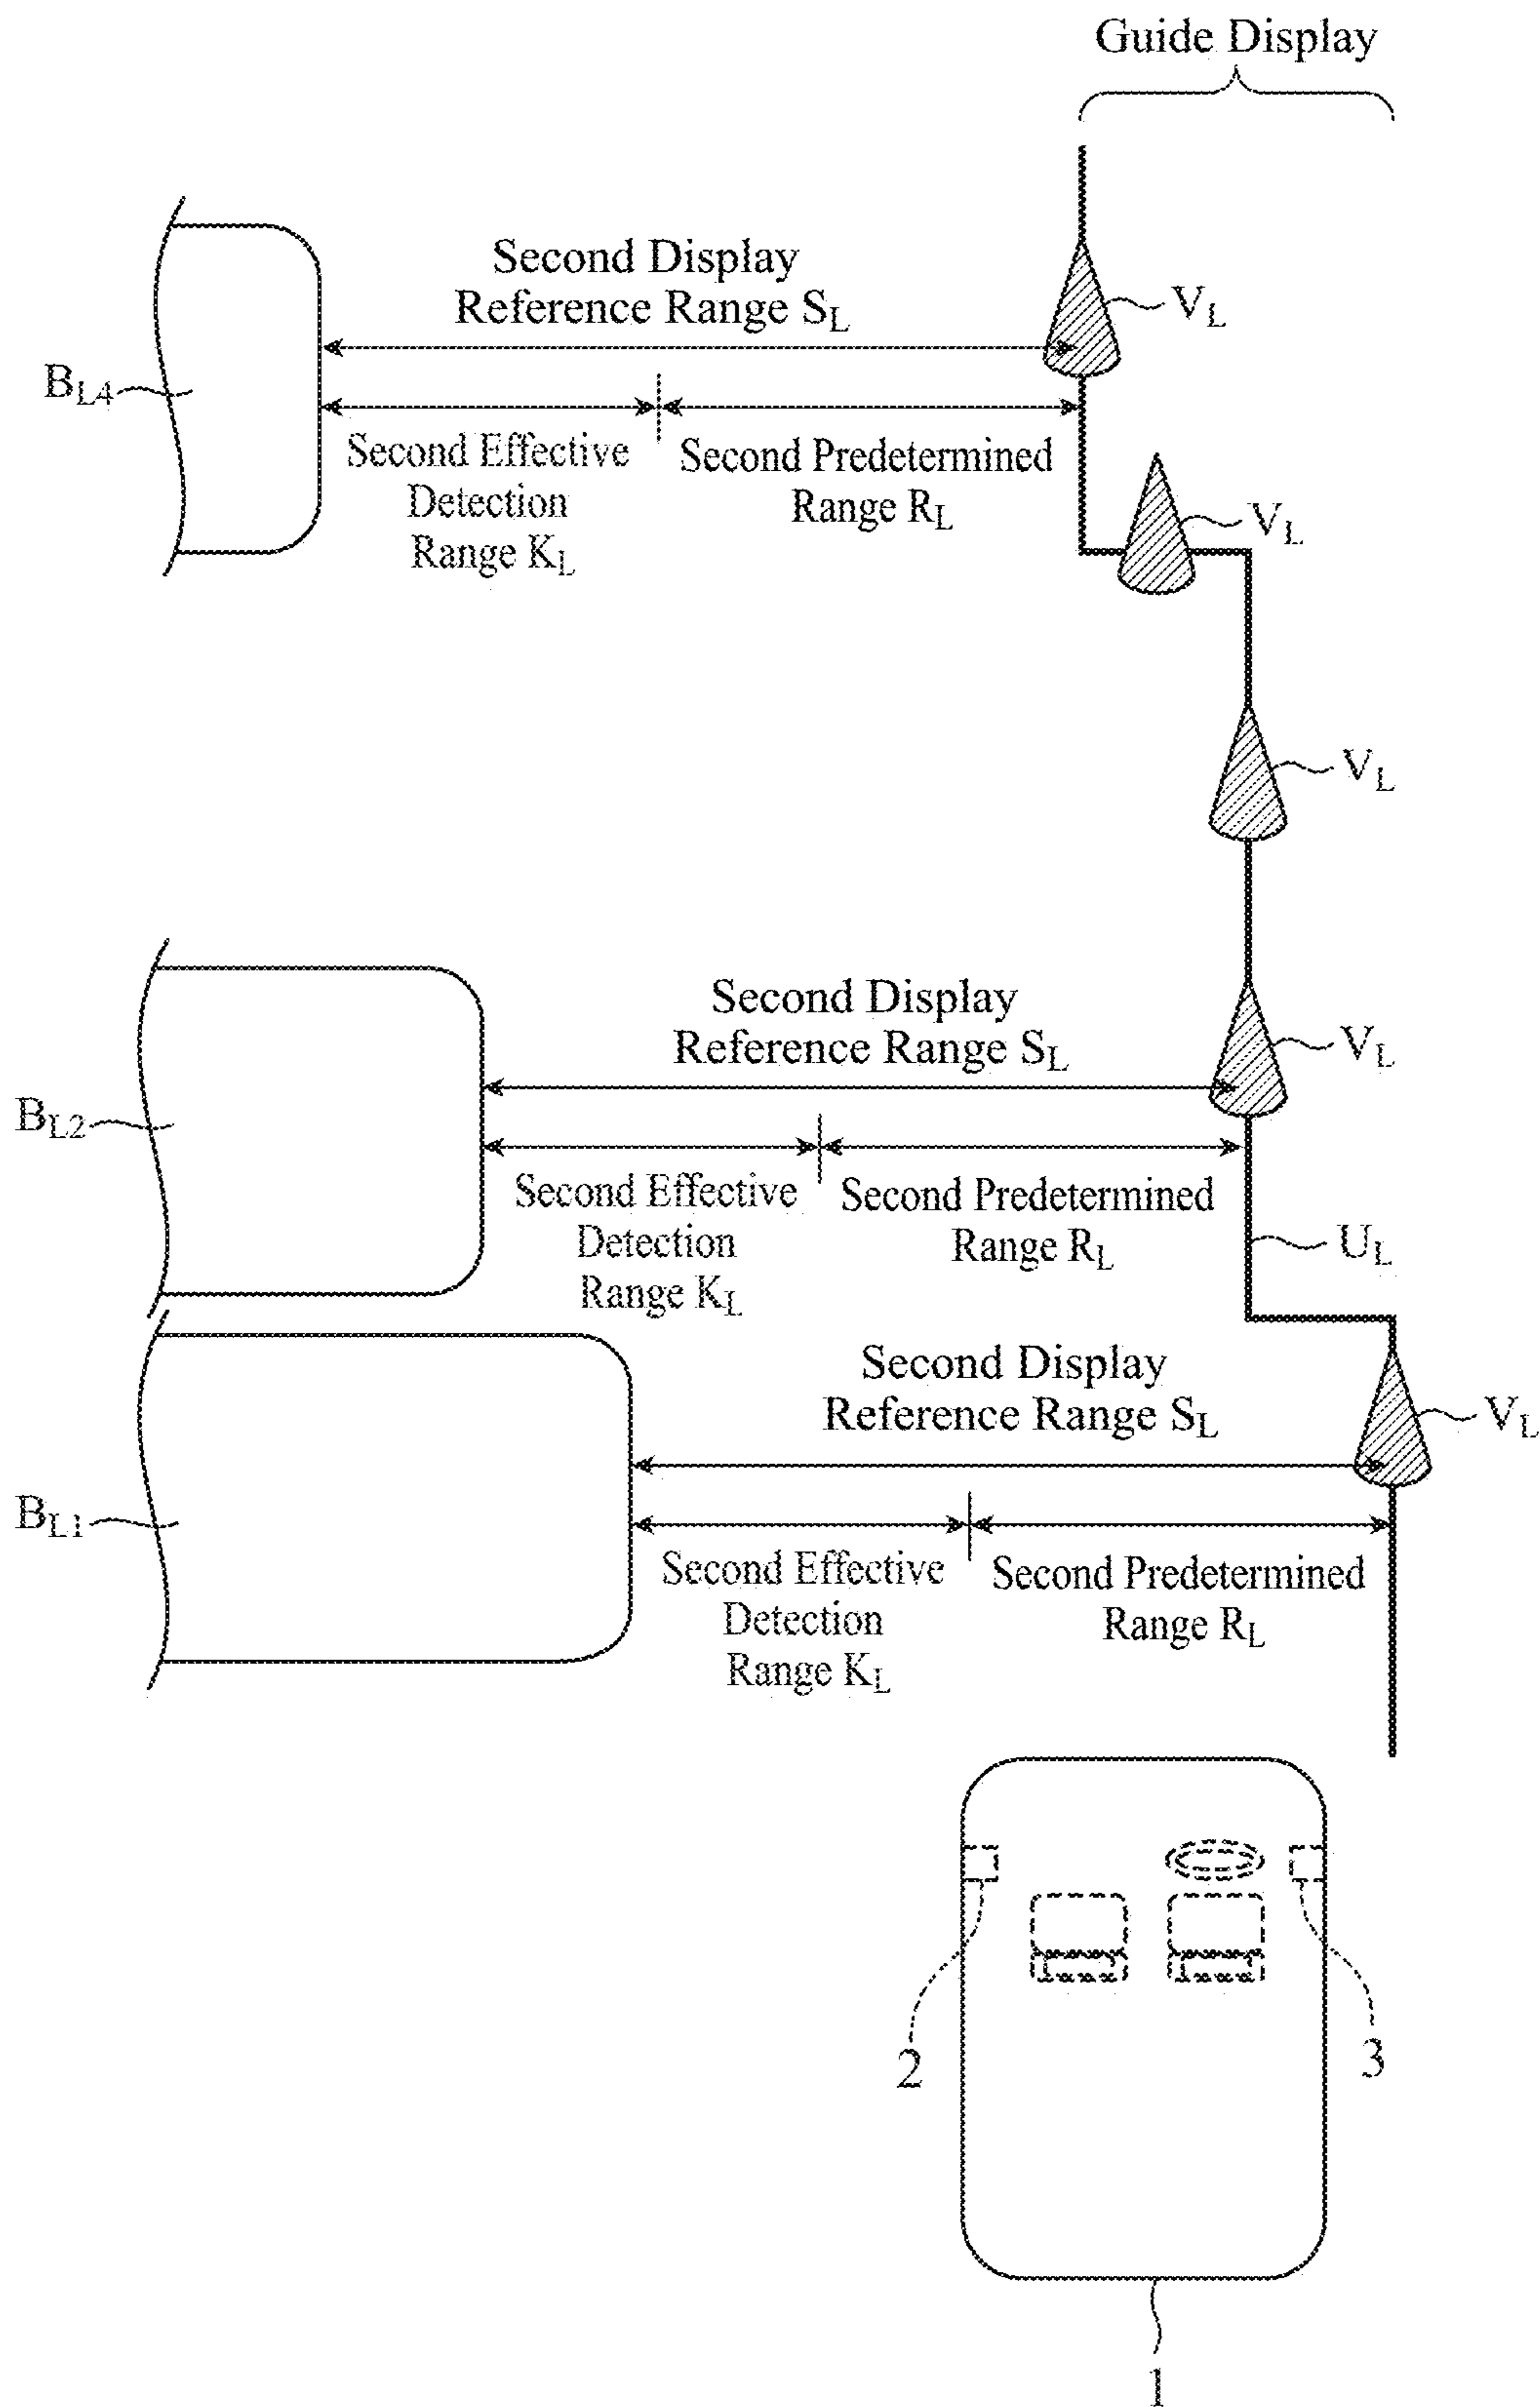 Guide Display
Second Display
Reference Range S_L
V_L
B_L4
Second Effective
Detection
Range K_L
Second Predetermined
Range R_L
V_L
V_L
Second Display
Reference Range S_L
V_L
B_L2
Second Effective
Detection
Range K_L
Second Predetermined
Range R_L
U_L
Second Display
Reference Range S_L
V_L
B_L1
Second Effective
Detection
Range K_L
Second Predetermined
Range R_L
2
3
1